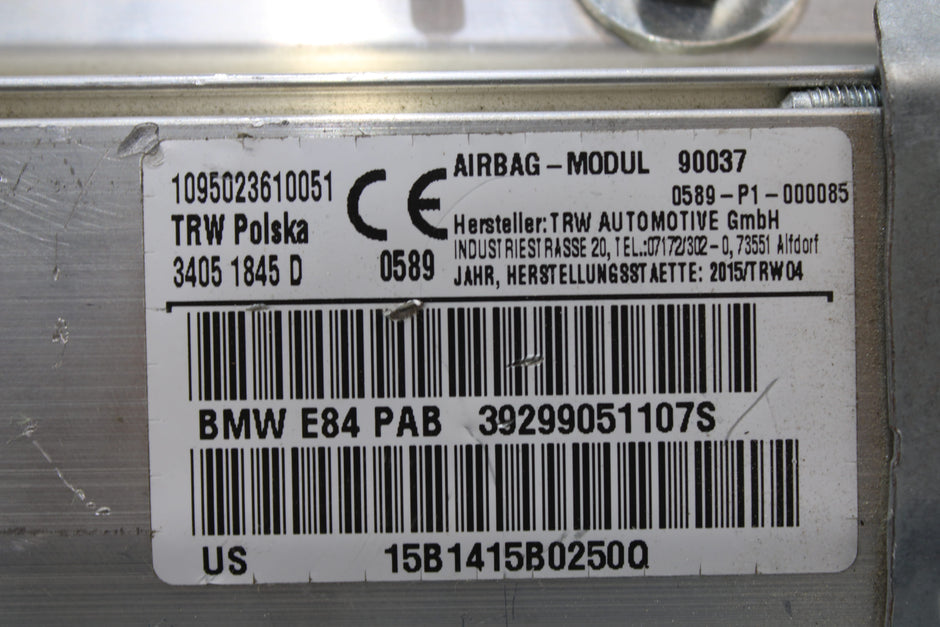 1095023610051
TRW Polska
3405 1845 D
CE
0589
AIRBAG - MODUL 90037
0589-P1-000085
Hersteller: TRW AUTOMOTIVE GmbH
INDUSTRIESTRASSE 20, TEL.:07172/302-0, 73551 Alfdorf
JAHR, HERSTELLUNGSSTAETTE: 2015/TRW04
BMW E84 PAB 39299051107S
US 15B1415B0250Q